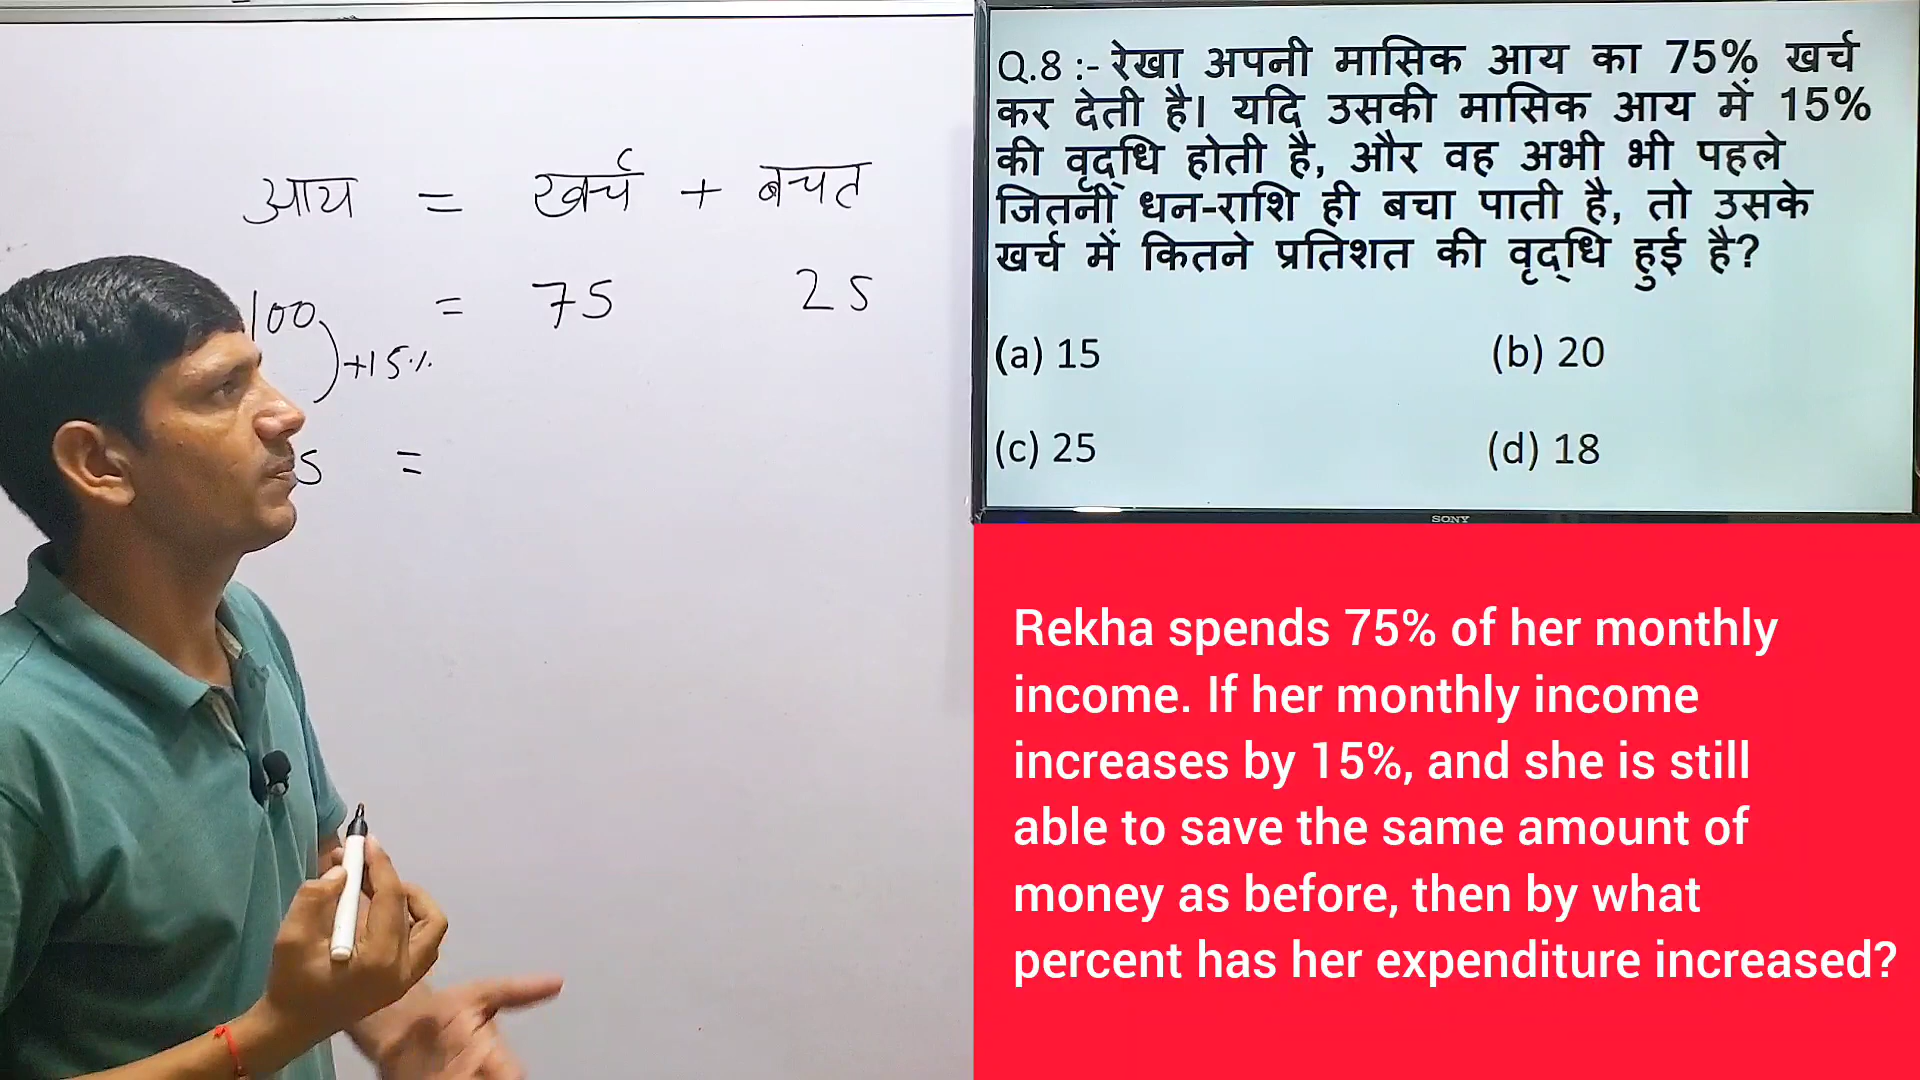 आय = खर्च + बचत
100 = 75 25
+15%
5 =
Q.8 :- रेखा अपनी मासिक आय का 75% खर्च
कर देती है। यदि उसकी मासिक आय में 15%
की वृद्धि होती है, और वह अभी भी पहले
जितनी धन-राशि ही बचा पाती है, तो उसके
खर्च में कितने प्रतिशत की वृद्धि हुई है?
(a) 15 (b) 20
(c) 25 (d) 18
SONY
Rekha spends 75% of her monthly
income. If her monthly income
increases by 15%, and she is still
able to save the same amount of
money as before, then by what
percent has her expenditure increased?